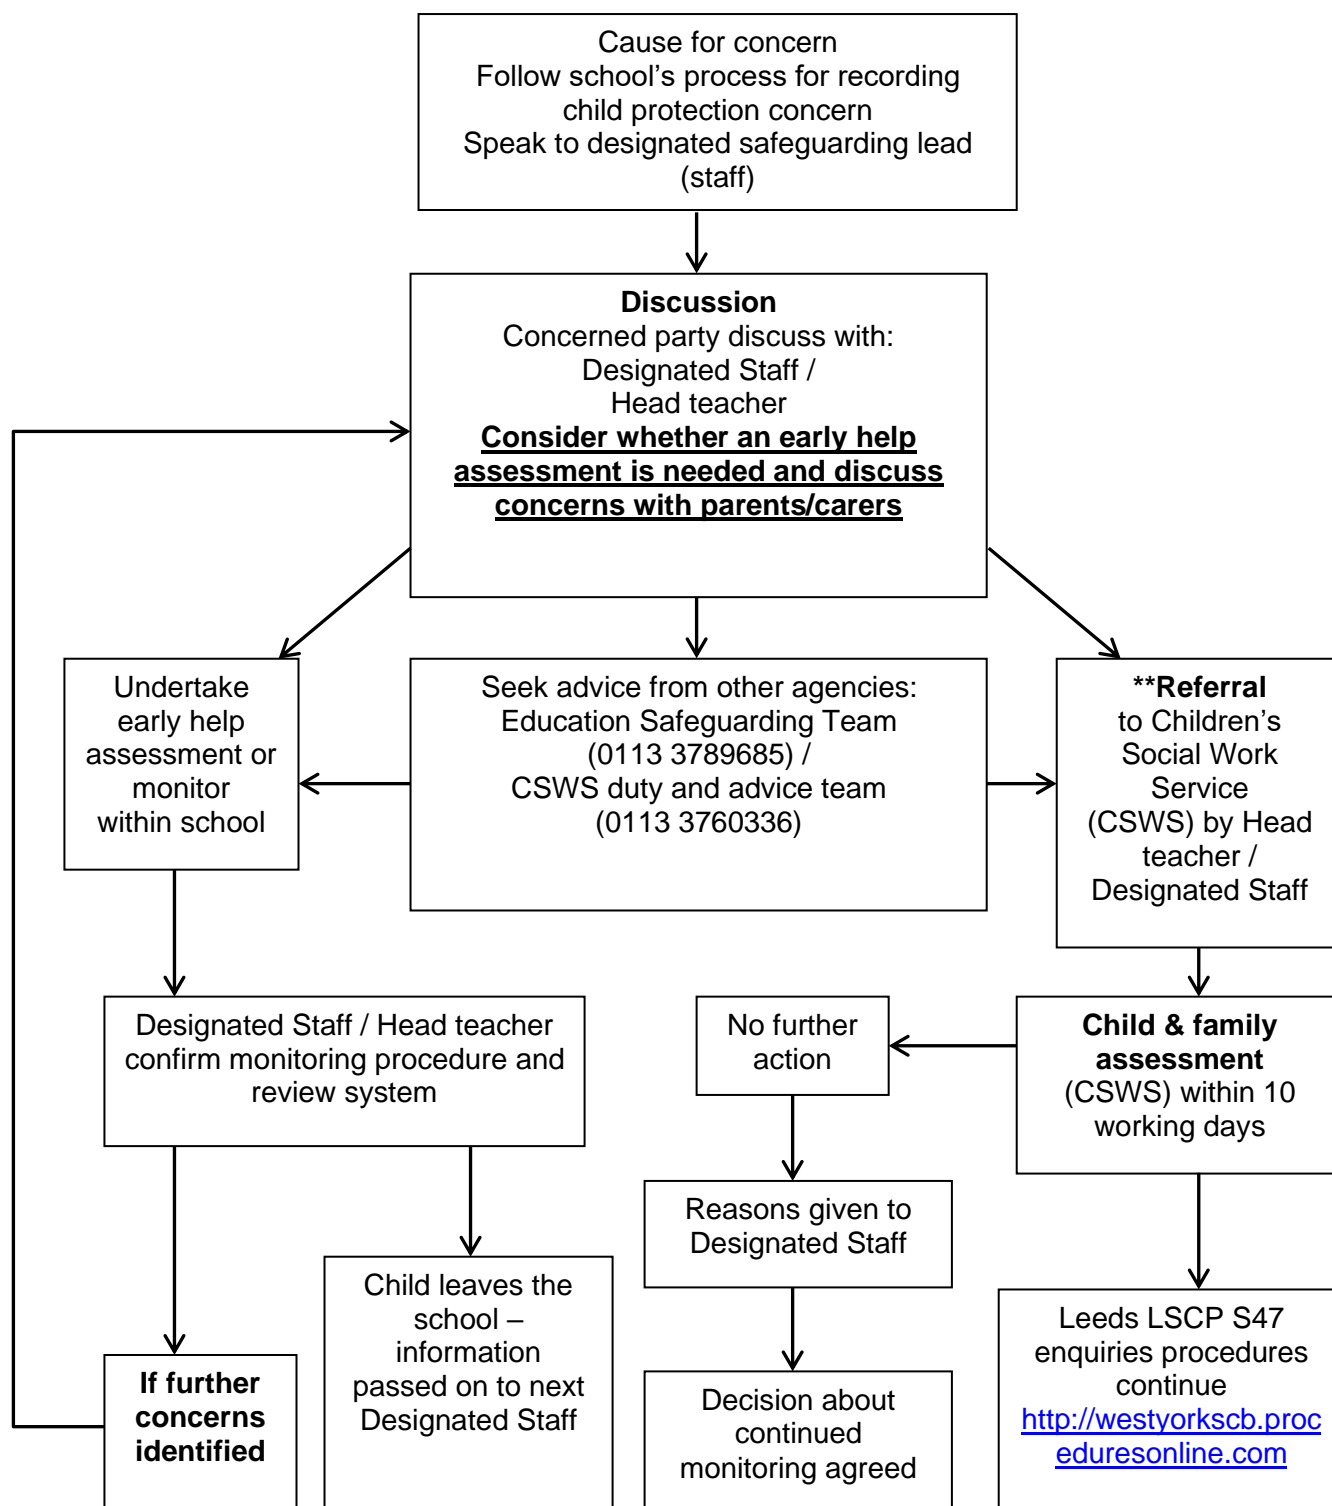 Cause for concern
Follow school’s process for recording
child protection concern
Speak to designated safeguarding lead
(staff)
Discussion
Concerned party discuss with:
Designated Staff /
Head teacher
Consider whether an early help
assessment is needed and discuss
concerns with parents/carers
Undertake
early help
assessment or
monitor
within school
Seek advice from other agencies:
Education Safeguarding Team
(0113 3789685) /
CSWS duty and advice team
(0113 3760336)
**Referral
to Children’s
Social Work
Service
(CSWS) by Head
teacher /
Designated Staff
Designated Staff / Head teacher
confirm monitoring procedure and
review system
No further
action
Child & family
assessment
(CSWS) within 10
working days
Reasons given to
Designated Staff
Child leaves the
school –
information
passed on to next
Designated Staff
If further
concerns
identified
Decision about
continued
monitoring agreed
Leeds LSCP S47
enquiries procedures
continue
http://westyorkscb.proc
eduresonline.com